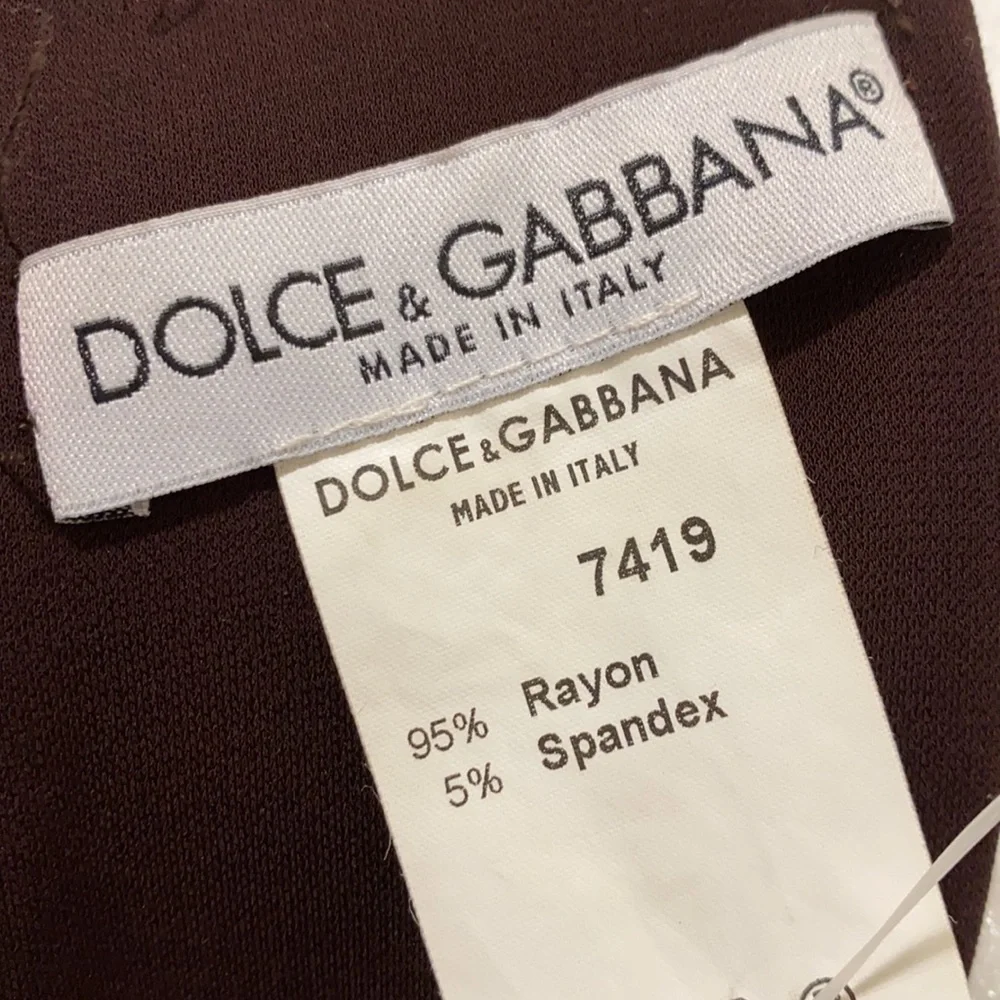 DOLCE & GABBANA®
MADE IN ITALY
DOLCE & GABBANA
MADE IN ITALY
7419
95% Rayon
5% Spandex